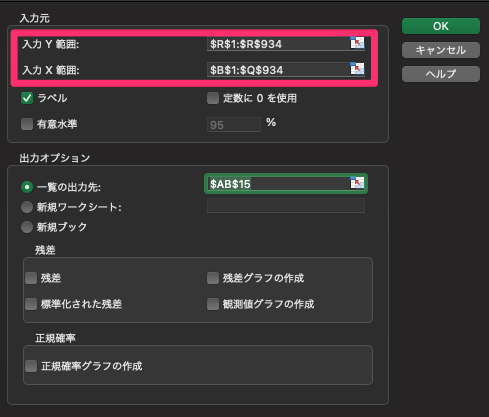 入力元
OK
入力 Y 範囲:
$R$1:$R$934
キャンセル
入力 X 範囲:
$B$1:$Q$934
ヘルプ
ラベル
定数に 0 を使用
有意水準
95
%
出力オプション
一覧の出力先:
$AB$15
新規ワークシート:
新規ブック
残差
残差
残差グラフの作成
標準化された残差
観測値グラフの作成
正規確率
正規確率グラフの作成